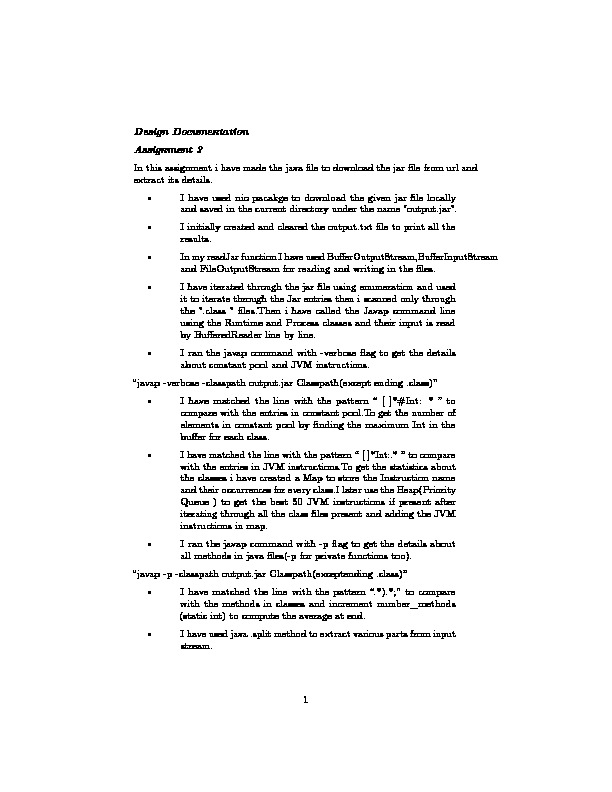 Design Documentation
Assignment 2
In this assignment i have made the java file to download the jar file from url and
extract its details.
• I have used nio pacakge to download the given jar file locally
and saved in the current directory under the name "output.jar".
• I initially created and cleared the output.txt file to print all the
results.
• In my readJar function I have used BufferOutputStream,BufferInputStream
and FileOutputStream for reading and writing in the files.
• I have iterated through the jar file using enumeration and used
it to iterate through the Jar entries then i scanned only through
the ".class " files.Then i have called the Javap command line
using the Runtime and Process classes and their input is read
by BufferedReader line by line.
• I ran the javap command with -verbose flag to get the details
about constant pool and JVM instructions.
“javap -verbose -classpath output.jar Classpath(except ending .class)”
• I have matched the line with the pattern “ [ ]*#Int: .* ” to
compare with the entries in constant pool.To get the number of
elements in constant pool by finding the maximum Int in the
buffer for each class.
• I have matched the line with the pattern “ [ ]*Int:.* ” to compare
with the entries in JVM instructions.To get the statistics about
the classes i have created a Map to store the Instruction name
and their occurrences for every class.I later use the Heap(Priority
Queue ) to get the best 50 JVM instructions if present after
iterating through all the class files present and adding the JVM
instructions in map.
• I ran the javap command with -p flag to get the details about
all methods in java files(-p for private functions too).
“javap -p -classpath output.jar Classpath(exceptending .class)”
• I have matched the line with the pattern “.*).*;” to compare
with the methods in classes and increment number_methods
(static int) to compute the average at end.
• I have used java .split method to extract various parts from input
stream.
1